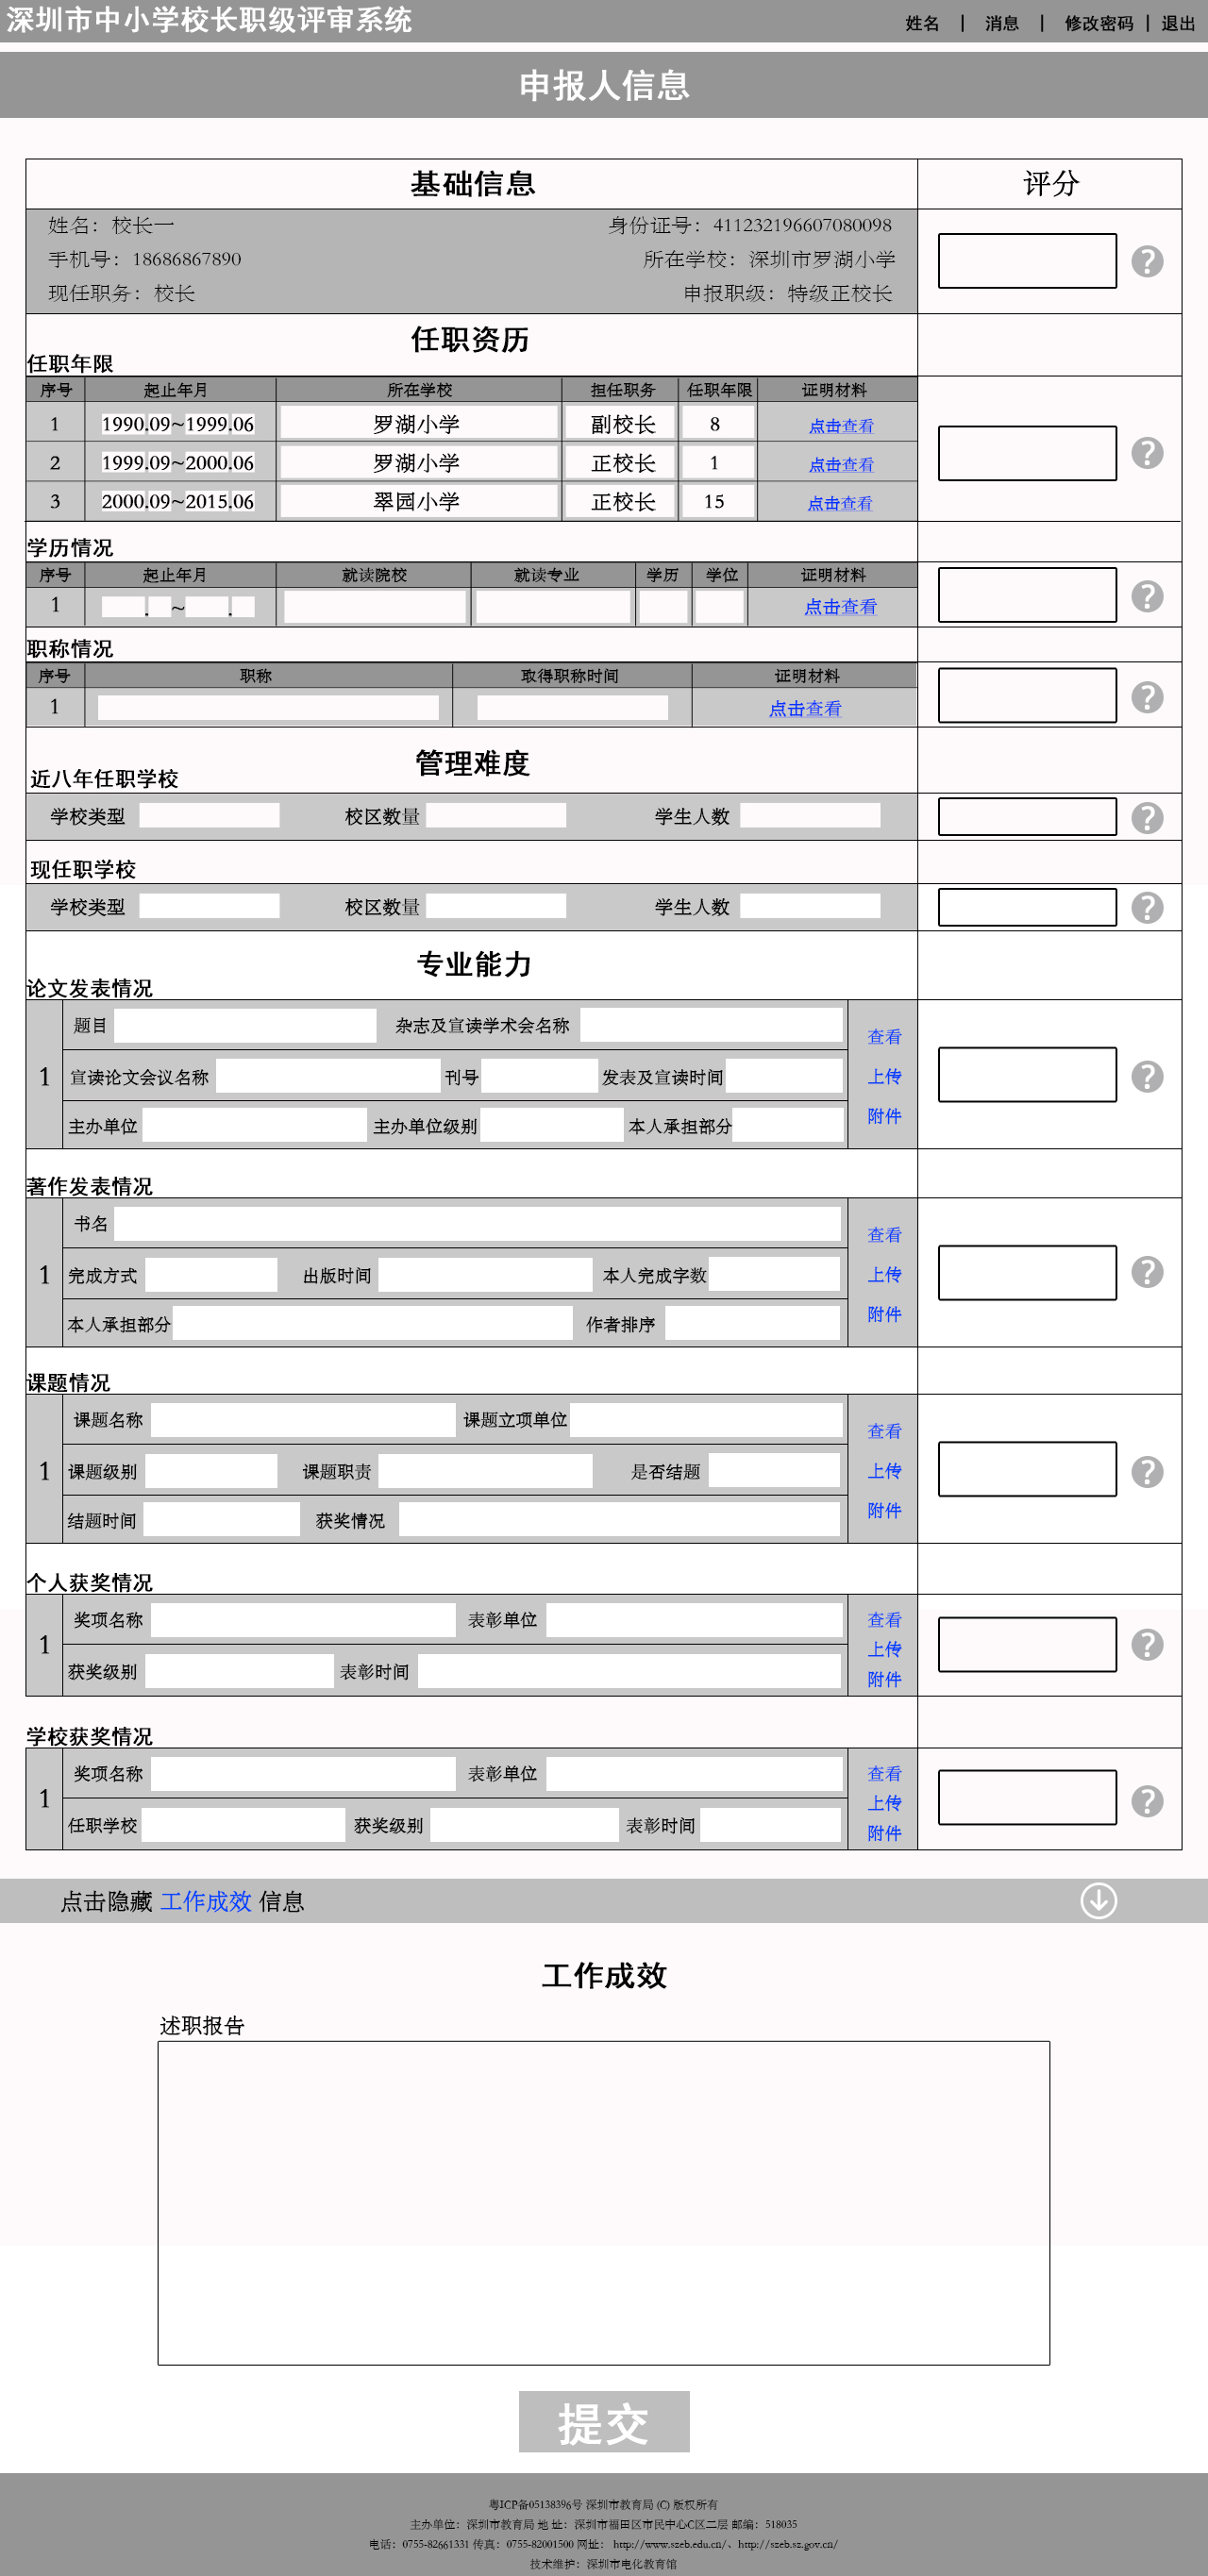 深圳市中小学校长职级评审系统
姓名 | 消息 | 修改密码 | 退出
申报人信息
基础信息 评分
姓名：校长一 身份证号：411232196607080098
手机号：18686867890 所在学校：深圳市罗湖小学
现任职务：校长 申报职级：特级正校长
任职资历
任职年限
序号 起止年月 所在学校 担任职务 任职年限 证明材料
1 1990.09~1999.06 罗湖小学 副校长 8 点击查看
2 1999.09~2000.06 罗湖小学 正校长 1 点击查看
3 2000.09~2015.06 翠园小学 正校长 15 点击查看
学历情况
序号 起止年月 就读院校 就读专业 学历 学位 证明材料
1 . ~ . 点击查看
职称情况
序号 职称 取得职称时间 证明材料
1 点击查看
管理难度
近八年任职学校
学校类型 校区数量 学生人数
现任职学校
学校类型 校区数量 学生人数
专业能力
论文发表情况
1
题目 杂志及宣读学术会名称
宣读论文会议名称 刊号 发表及宣读时间
主办单位 主办单位级别 本人承担部分
查看
上传
附件
著作发表情况
1
书名
完成方式 出版时间 本人完成字数
本人承担部分 作者排序
查看
上传
附件
课题情况
1
课题名称 课题立项单位
课题级别 课题职责 是否结题
结题时间 获奖情况
查看
上传
附件
个人获奖情况
1
奖项名称 表彰单位
获奖级别 表彰时间
查看
上传
附件
学校获奖情况
1
奖项名称 表彰单位
任职学校 获奖级别 表彰时间
查看
上传
附件
点击隐藏 工作成效 信息
工作成效
述职报告
提交
粤ICP备05138396号 深圳市教育局 (C) 版权所有
主办单位：深圳市教育局 地 址：深圳市福田区市民中心C区二层 邮编：518035
电话：0755-82661331 传真：0755-82001500 网址： http://www.szeb.edu.cn/、http://szeb.sz.gov.cn/
技术维护：深圳市电化教育馆